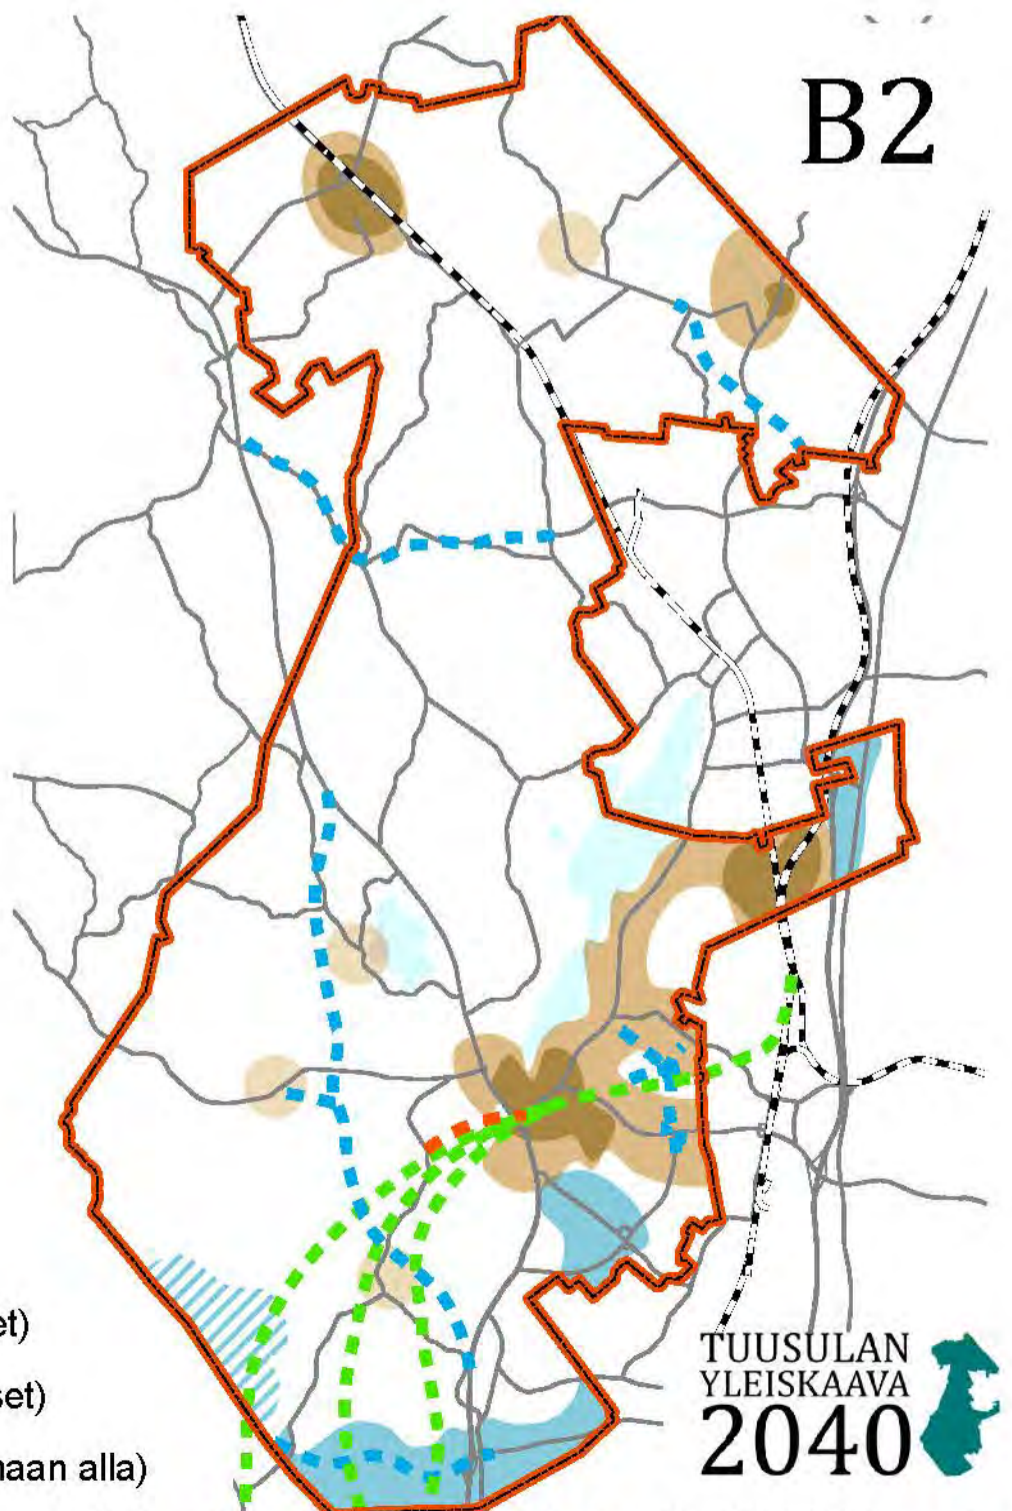 B2
et)
set)
naan alla)
TUUSULAN
YLEISKAAVA
2040